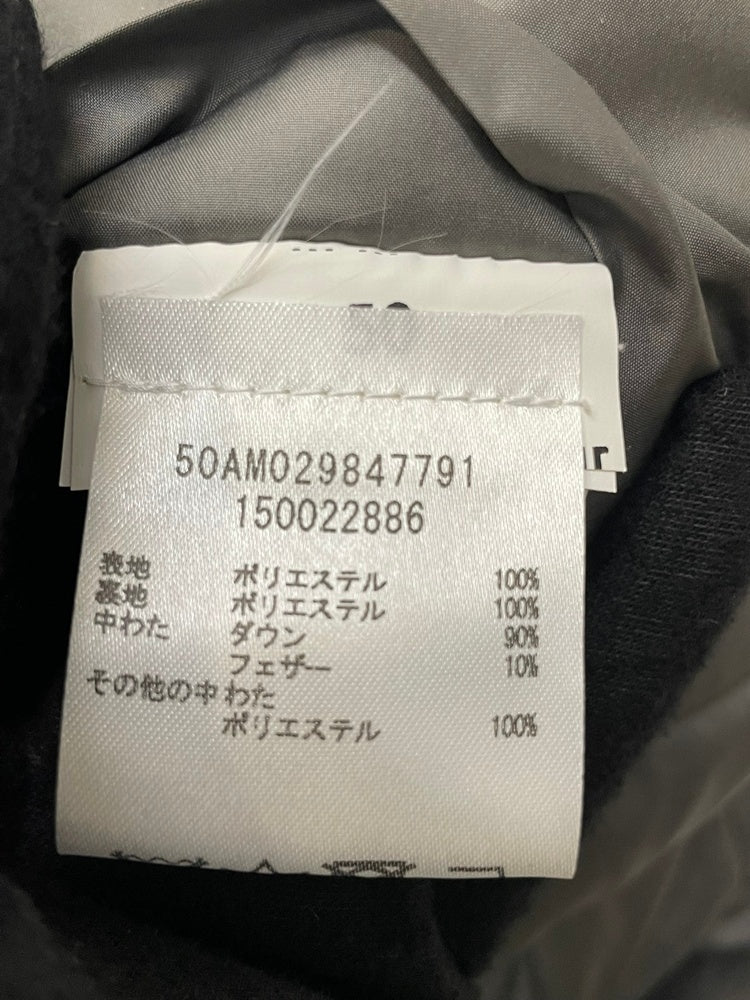 50AM029847791
150022886
表地 ポリエステル 100%
裏地 ポリエステル 100%
中わた ダウン 90%
フェザー 10%
その他の中わた
ポリエステル 100%